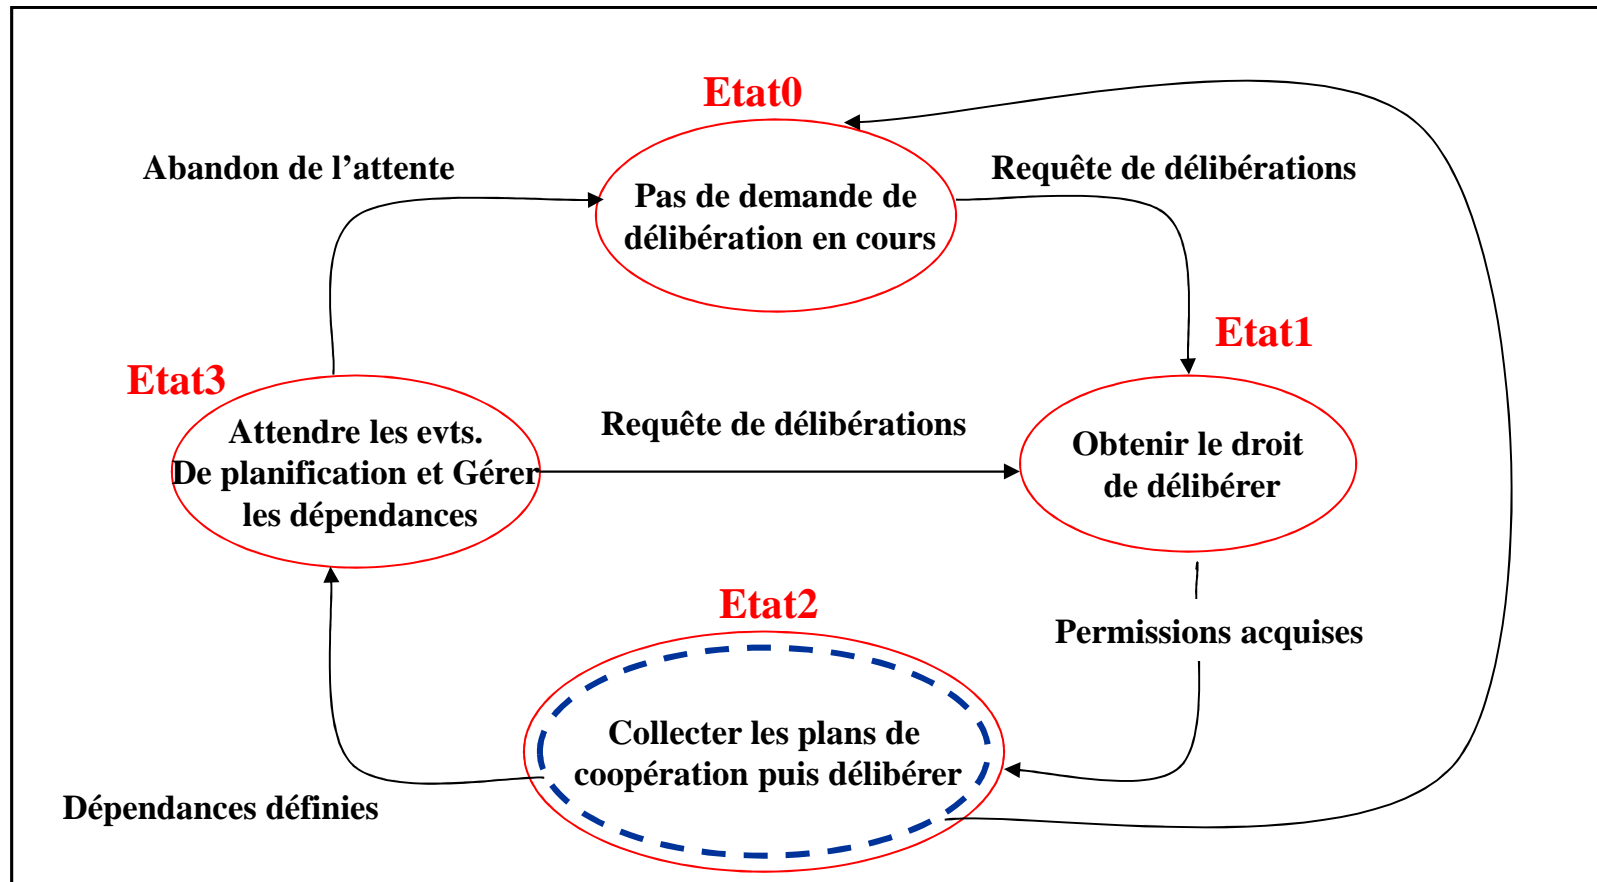 Etat0
Abandon de l’attente
Requête de délibérations
Pas de demande de
délibération en cours
Etat1
Etat3
Attendre les evts.
De planification et Gérer
les dépendances
Requête de délibérations
Obtenir le droit
de délibérer
Etat2
Permissions acquises
Collecter les plans de
coopération puis délibérer
Dépendances définies